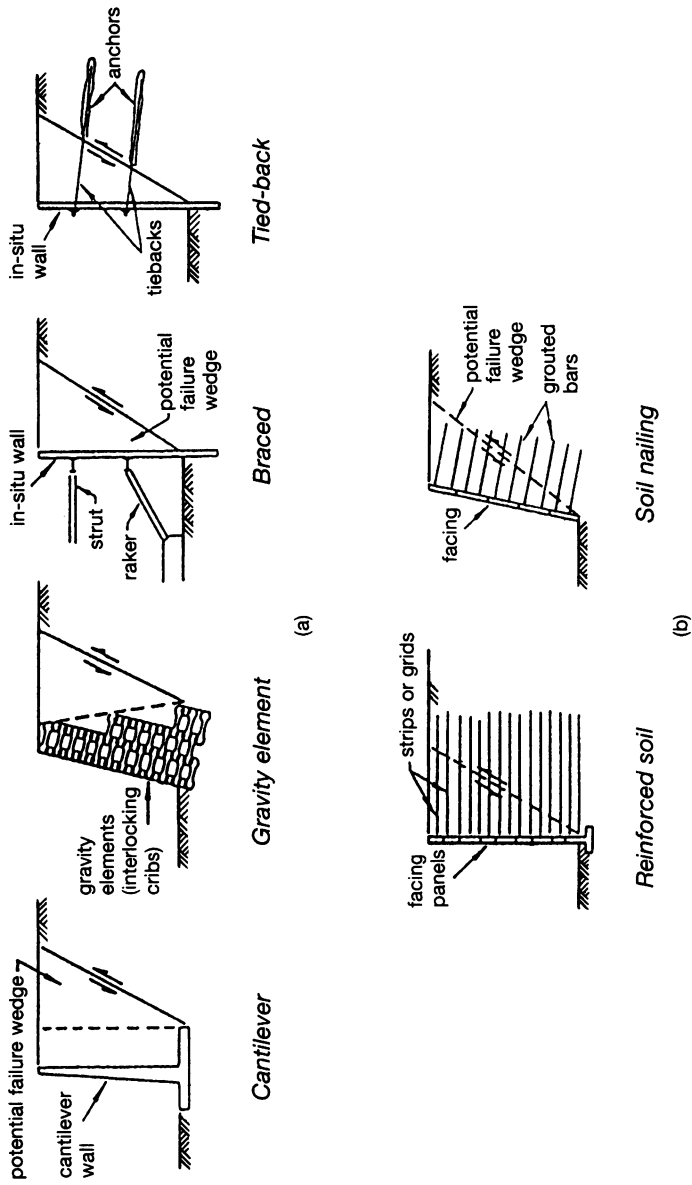 potential failure wedge
cantilever
wall
Cantilever
gravity
elements
(interlocking
cribs)
Gravity element
in-situ wall
strut
raker
potential
failure
wedge
Braced
in-situ
wall
tiebacks
anchors
Tied-back
(a)
facing
panels
strips or grids
Reinforced soil
facing
potential
failure
wedge
grouted
bars
Soil nailing
(b)